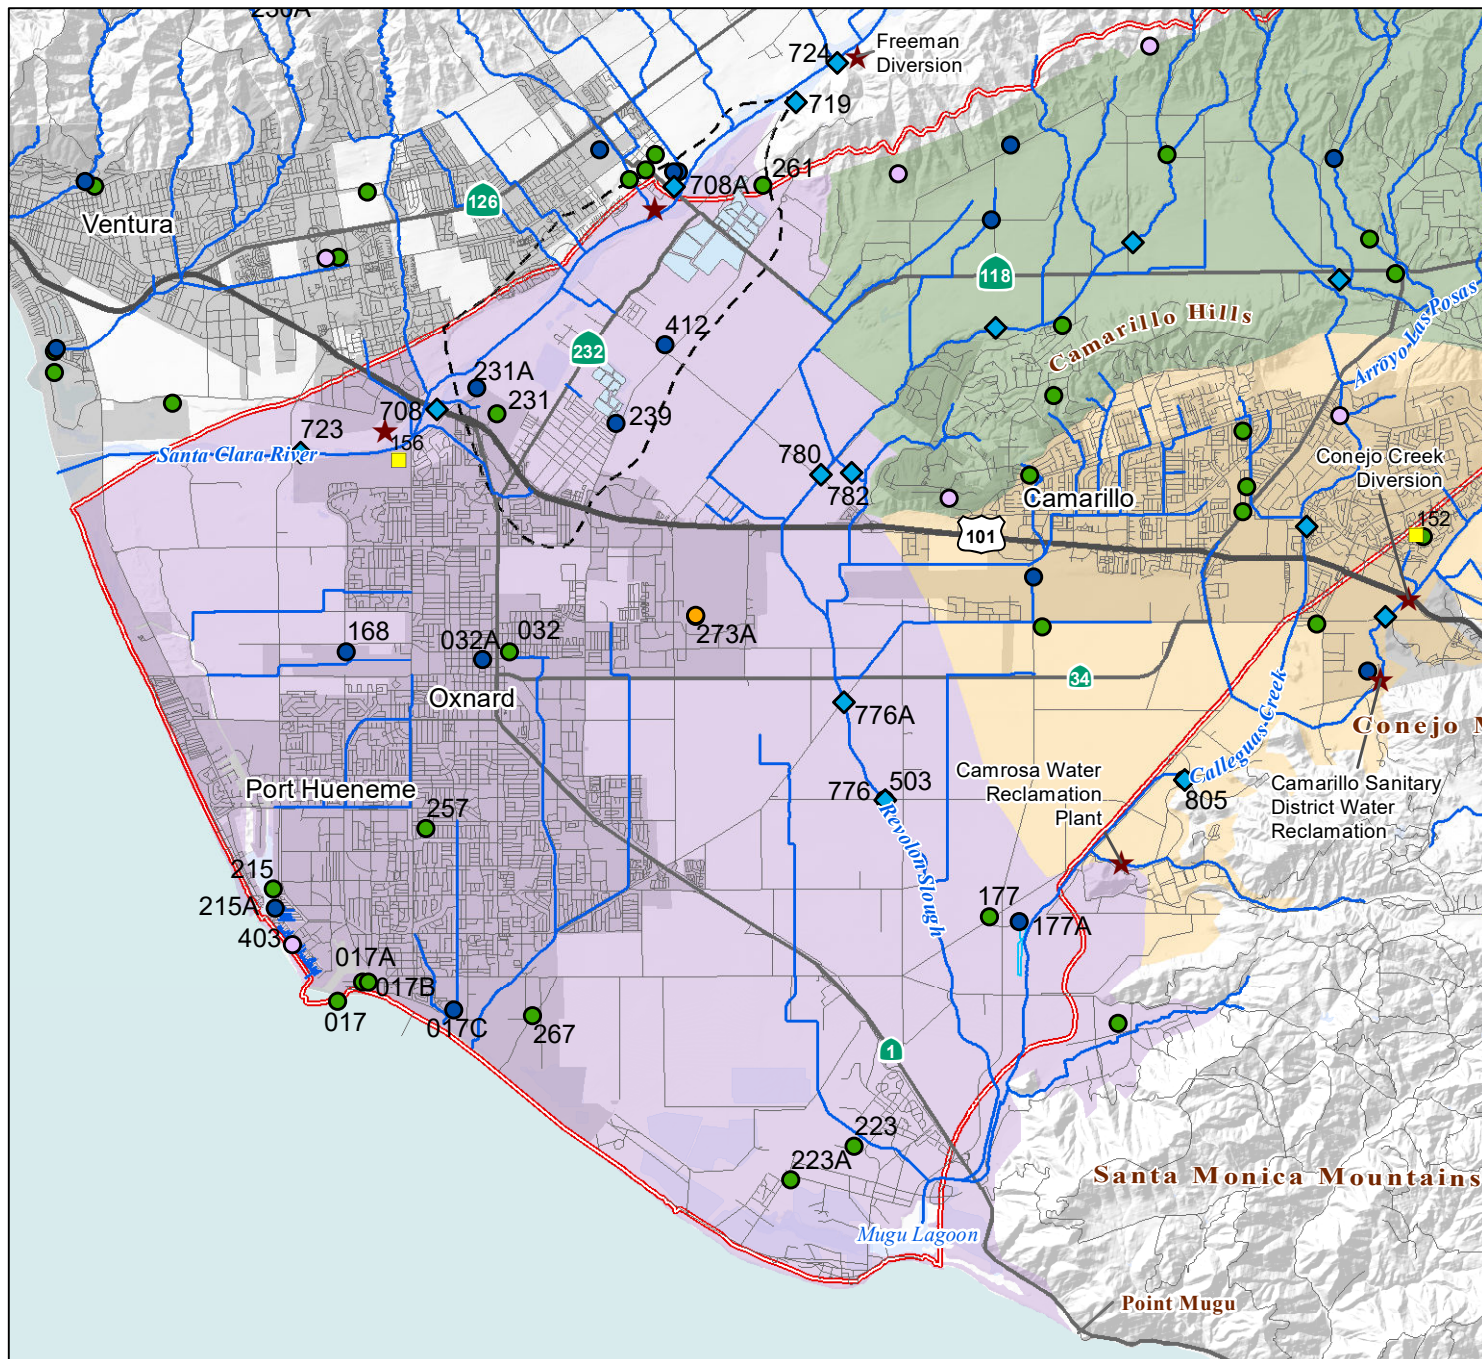 236A
724
Freeman
Diversion
719
261
708A
Ventura
126
118
Camarillo Hills
Arroyo Las Posas
412
232
231A
231
239
708
156
723
Santa Clara River
780
782
Conejo Creek
Diversion
Camarillo
152
101
273A
168
032A
032
34
Oxnard
776A
Calleguas Creek
Conejo M
Camrosa Water
Reclamation
Plant
776
503
805
Camarillo Sanitary
District Water
Reclamation
Port Hueneme
257
Revolon Slough
215
215A
403
177
177A
017A
017B
017
017C
267
1
223
223A
Santa Monica Mountains
Mugu Lagoon
Point Mugu